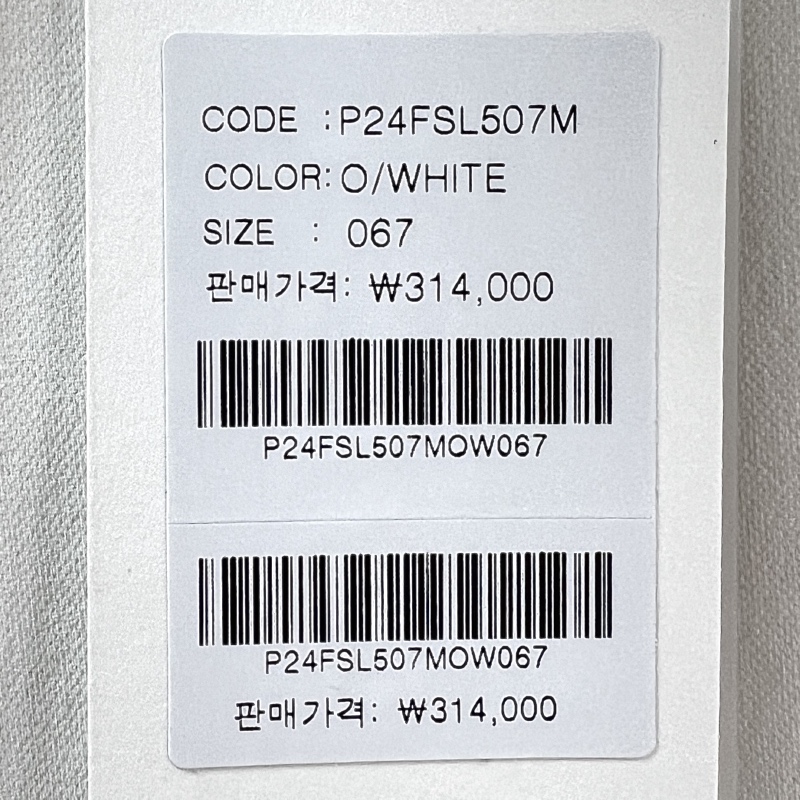 CODE :P24FSL507M
COLOR:O/WHITE
SIZE : 067
판매가격: ₩314,000
P24FSL507MOW067
P24FSL507MOW067
판매가격: ₩314,000